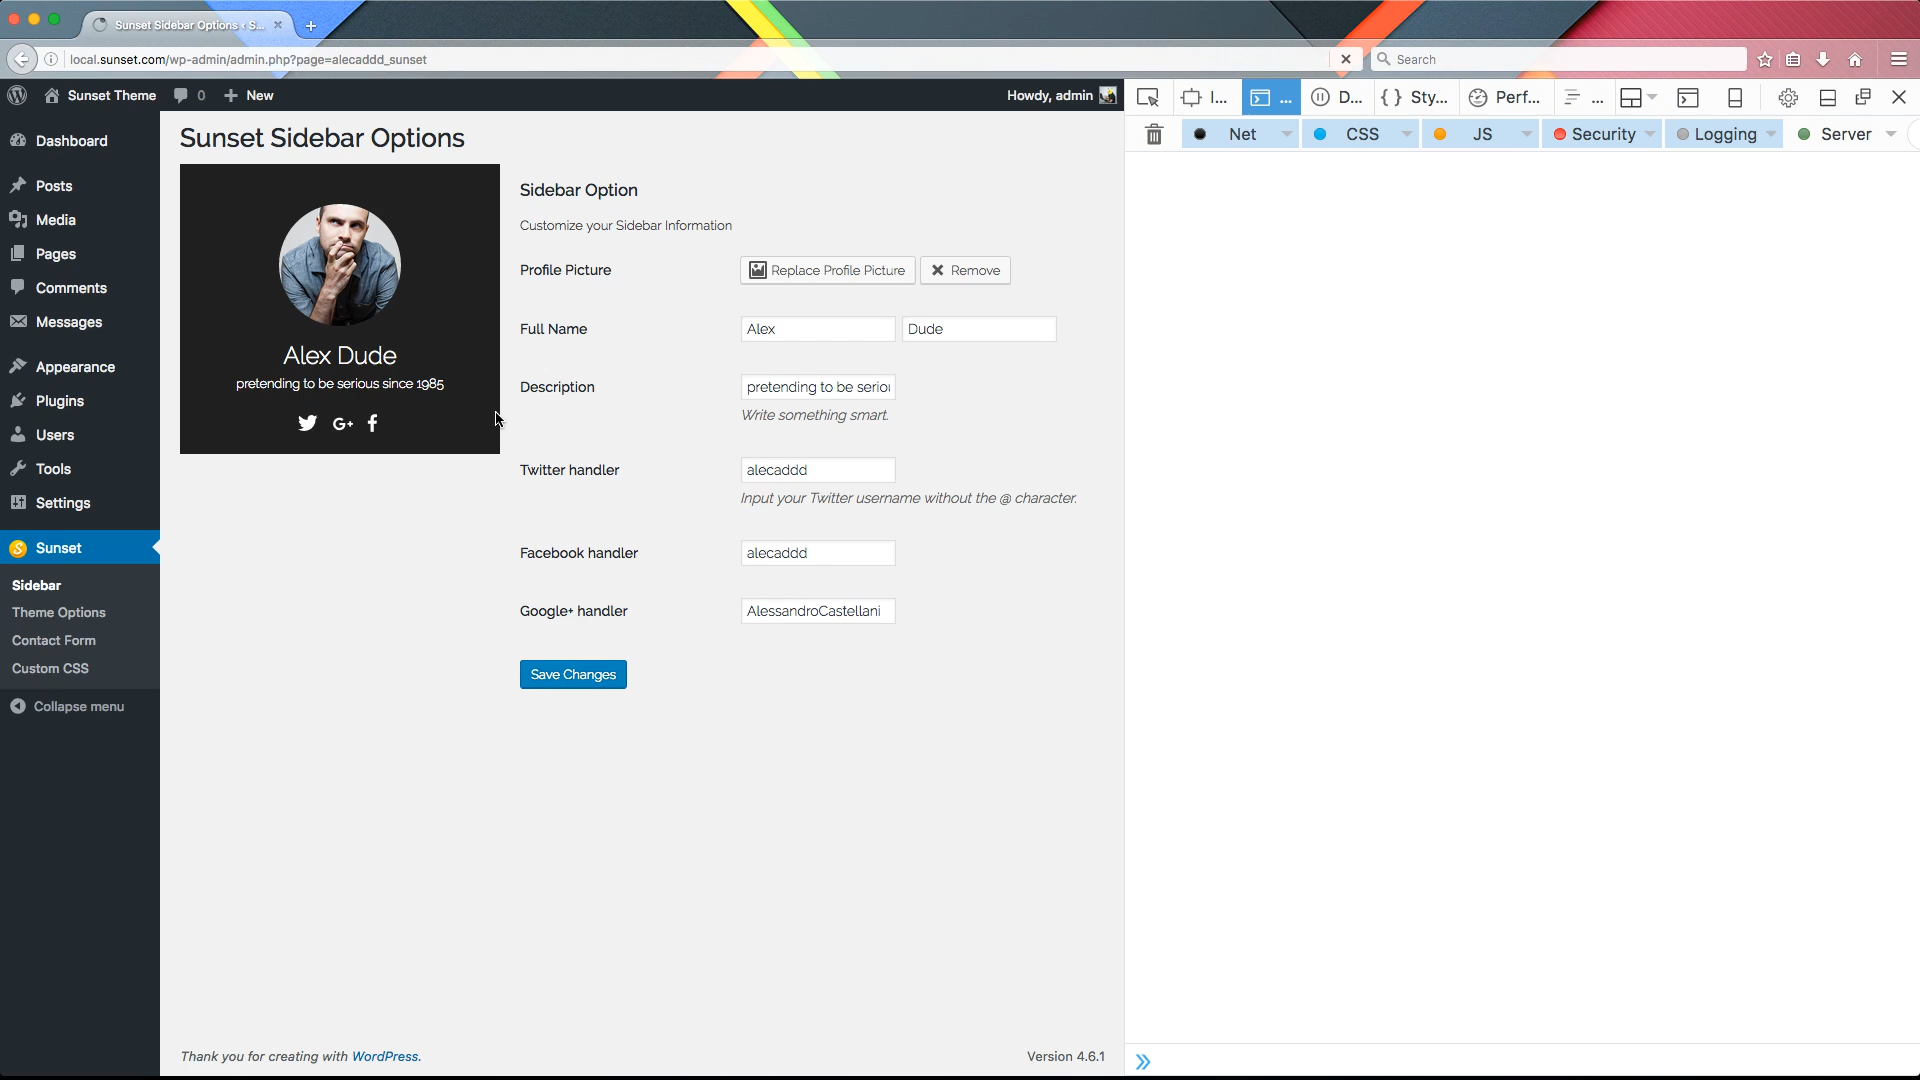 Sunset Sidebar Options ‹ S...
local.sunset.com/wp-admin/admin.php?page=alecaddd_sunset
Search
Sunset Theme 0 New
Howdy, admin
I... ... D... Sty... Perf... ...
Net CSS JS Security Logging Server
Dashboard
Posts
Media
Pages
Comments
Messages
Appearance
Plugins
Users
Tools
Settings
Sunset
Sidebar
Theme Options
Contact Form
Custom CSS
Collapse menu
Sunset Sidebar Options
Alex Dude
pretending to be serious since 1985
G+
Sidebar Option
Customize your Sidebar Information
Profile Picture
Replace Profile Picture Remove
Full Name
Alex Dude
Description
pretending to be seriou
Write something smart.
Twitter handler
alecaddd
Input your Twitter username without the @ character.
Facebook handler
alecaddd
Google+ handler
AlessandroCastellani
Save Changes
Thank you for creating with WordPress.
Version 4.6.1